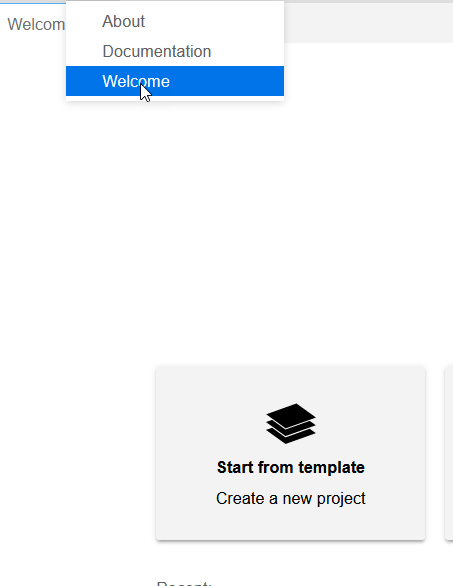 Welcom
About
Documentation
Welcome
Start from template
Create a new project